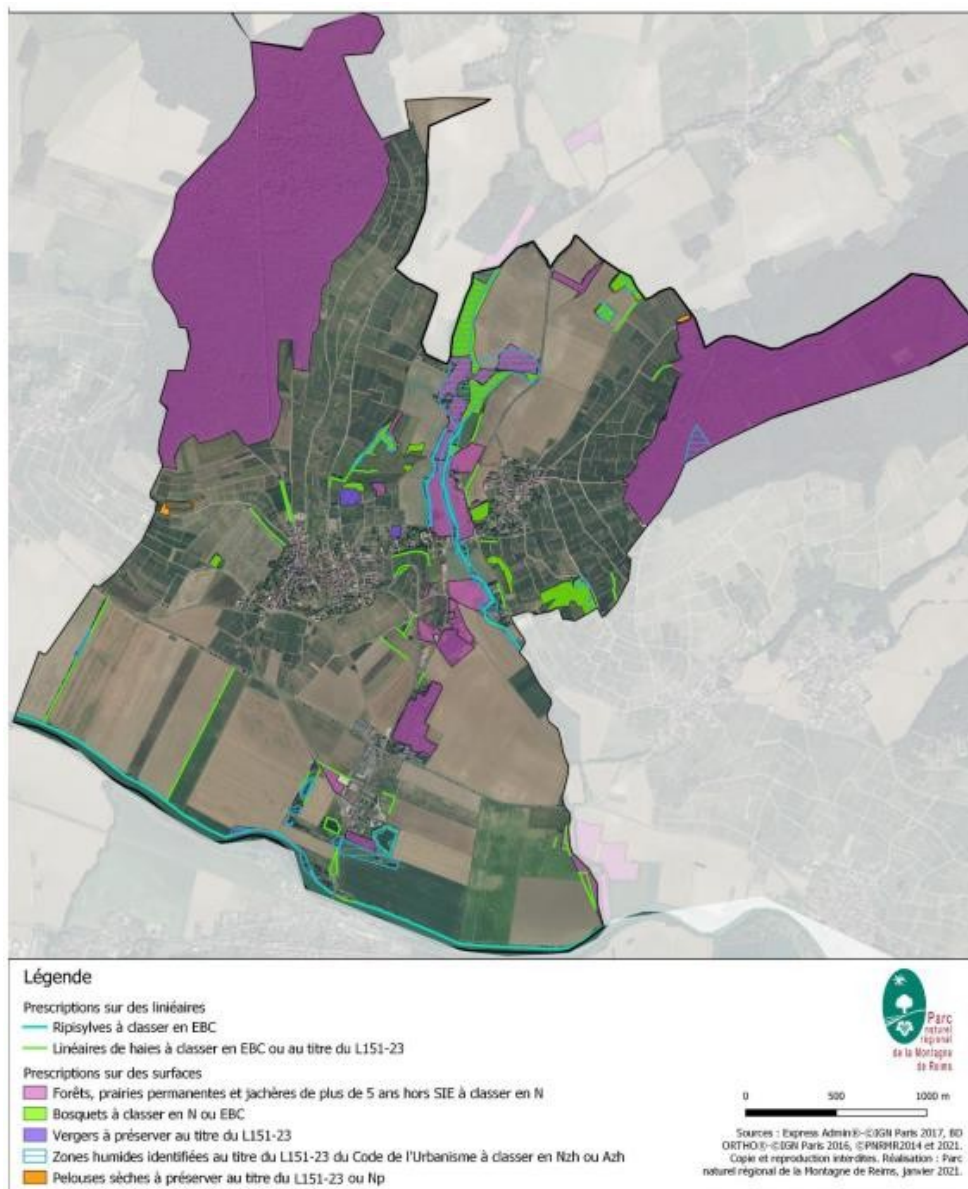 Légende
Prescriptions sur des liniéaires
Ripisylves à classer en EBC
Linéaires de haies à classer en EBC ou au titre du L151-23
Prescriptions sur des surfaces
Forêts, prairies permanentes et jachères de plus de 5 ans hors SIE à classer en N
Bosquets à classer en N ou EBC
Vergers à préserver au titre du L151-23
Zones humides identifiées au titre du L151-23 du Code de l'Urbanisme à classer en Nzh ou Azh
Pelouses sèches à préserver au titre du L151-23 ou Np
Parc
naturel
régional
de la Montagne
de Reims
0 500 1000 m
Sources : Express Admin®-©IGN Paris 2017, BD
ORTHO®-©IGN Paris 2016, ©PNRMR2014 et 2021.
Copie et reproduction interdites. Réalisation : Parc
naturel régional de la Montagne de Reims, janvier 2021.